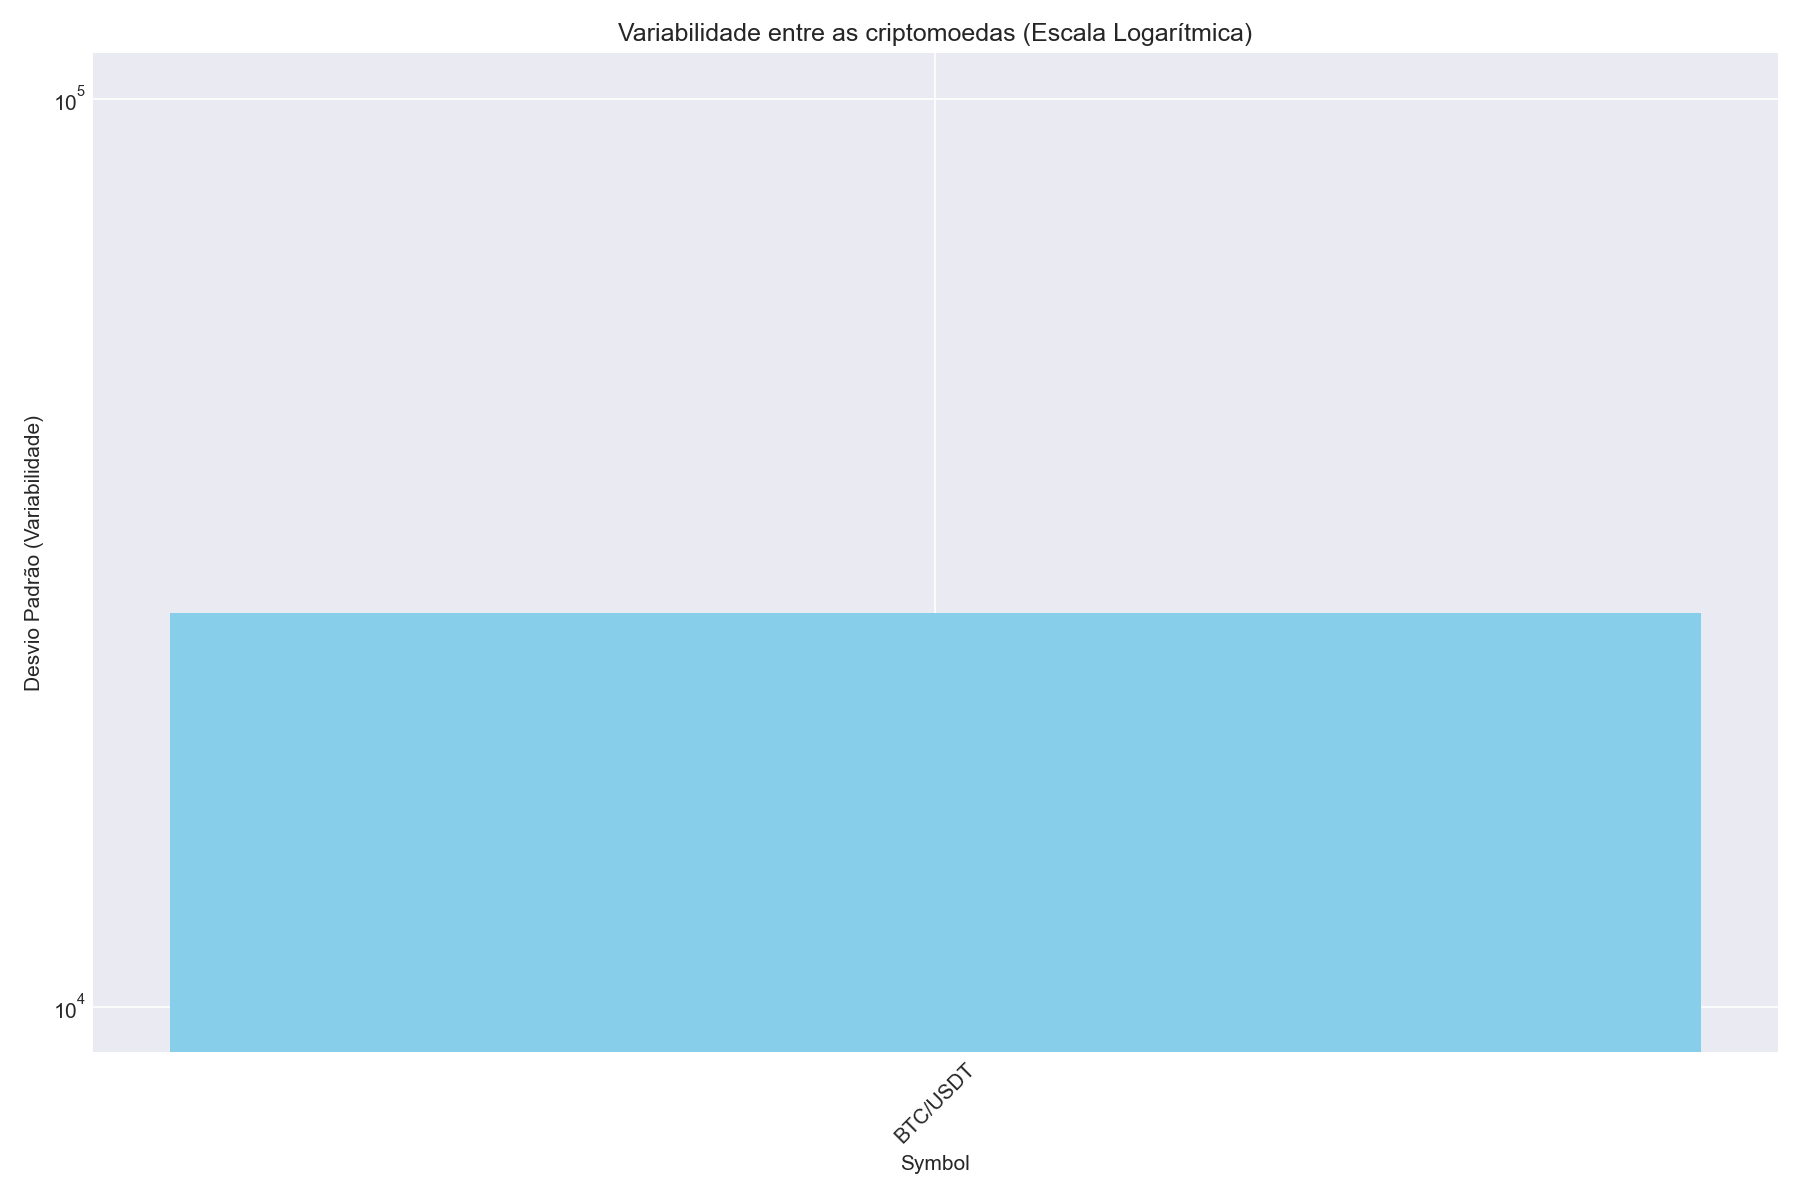 Variabilidade entre as criptomoedas (Escala Logarítmica)
10^5
Desvio Padrão (Variabilidade)
10^4
BTC/USDT
Symbol